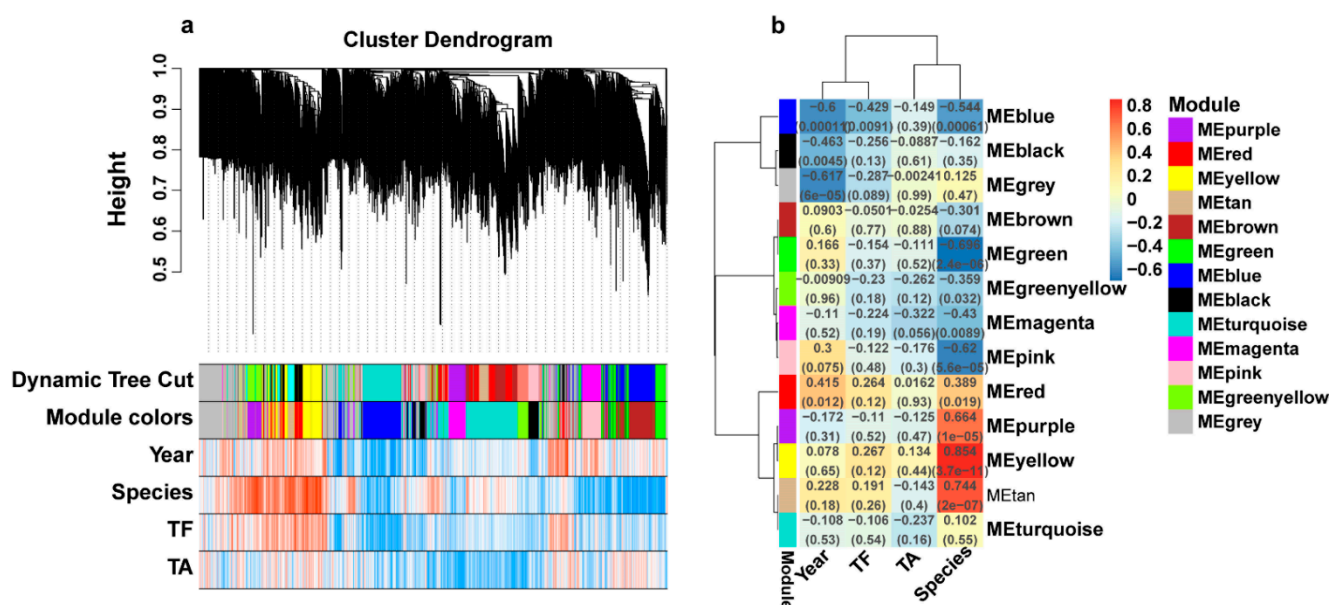 a
Cluster Dendrogram
Height
1.0
0.9
0.8
0.7
0.6
0.5
Dynamic Tree Cut
Module colors
Year
Species
TF
TA
b
−0.6 −0.429 −0.149 −0.544 MEblue
(0.00011) (0.0091) (0.39) (0.00061)
−0.463 −0.256 −0.0887 −0.162 MEblack
(0.0045) (0.13) (0.61) (0.35)
−0.617 −0.287 −0.00241 0.125 MEgrey
(6e−05) (0.089) (0.99) (0.47)
0.0903 −0.0501 −0.0254 −0.301 MEbrown
(0.6) (0.77) (0.88) (0.074)
0.166 −0.154 −0.111 −0.696 MEgreen
(0.33) (0.37) (0.52) (2.4e−06)
−0.00909 −0.23 −0.262 −0.359 MEgreenyellow
(0.96) (0.18) (0.12) (0.032)
−0.11 −0.224 −0.322 −0.43 MEmagenta
(0.52) (0.19) (0.056) (0.0089)
0.3 −0.122 −0.176 −0.62 MEpink
(0.075) (0.48) (0.3) (5.6e−05)
0.415 0.264 0.0162 0.389 MEred
(0.012) (0.12) (0.93) (0.019)
−0.172 −0.11 −0.125 0.664 MEpurple
(0.31) (0.52) (0.47) (1e−05)
0.078 0.267 0.134 0.854 MEyellow
(0.65) (0.12) (0.44) (3.7e−11)
0.228 0.191 −0.143 0.744 MEtan
(0.18) (0.26) (0.4) (2e−07)
−0.108 −0.106 −0.237 0.102 MEturquoise
(0.53) (0.54) (0.16) (0.55)
Module Year TF TA Species
0.8
0.6
0.4
0.2
0
−0.2
−0.4
−0.6
Module
MEpurple
MEred
MEyellow
MEtan
MEbrown
MEgreen
MEblue
MEblack
MEturquoise
MEmagenta
MEpink
MEgreenyellow
MEgrey